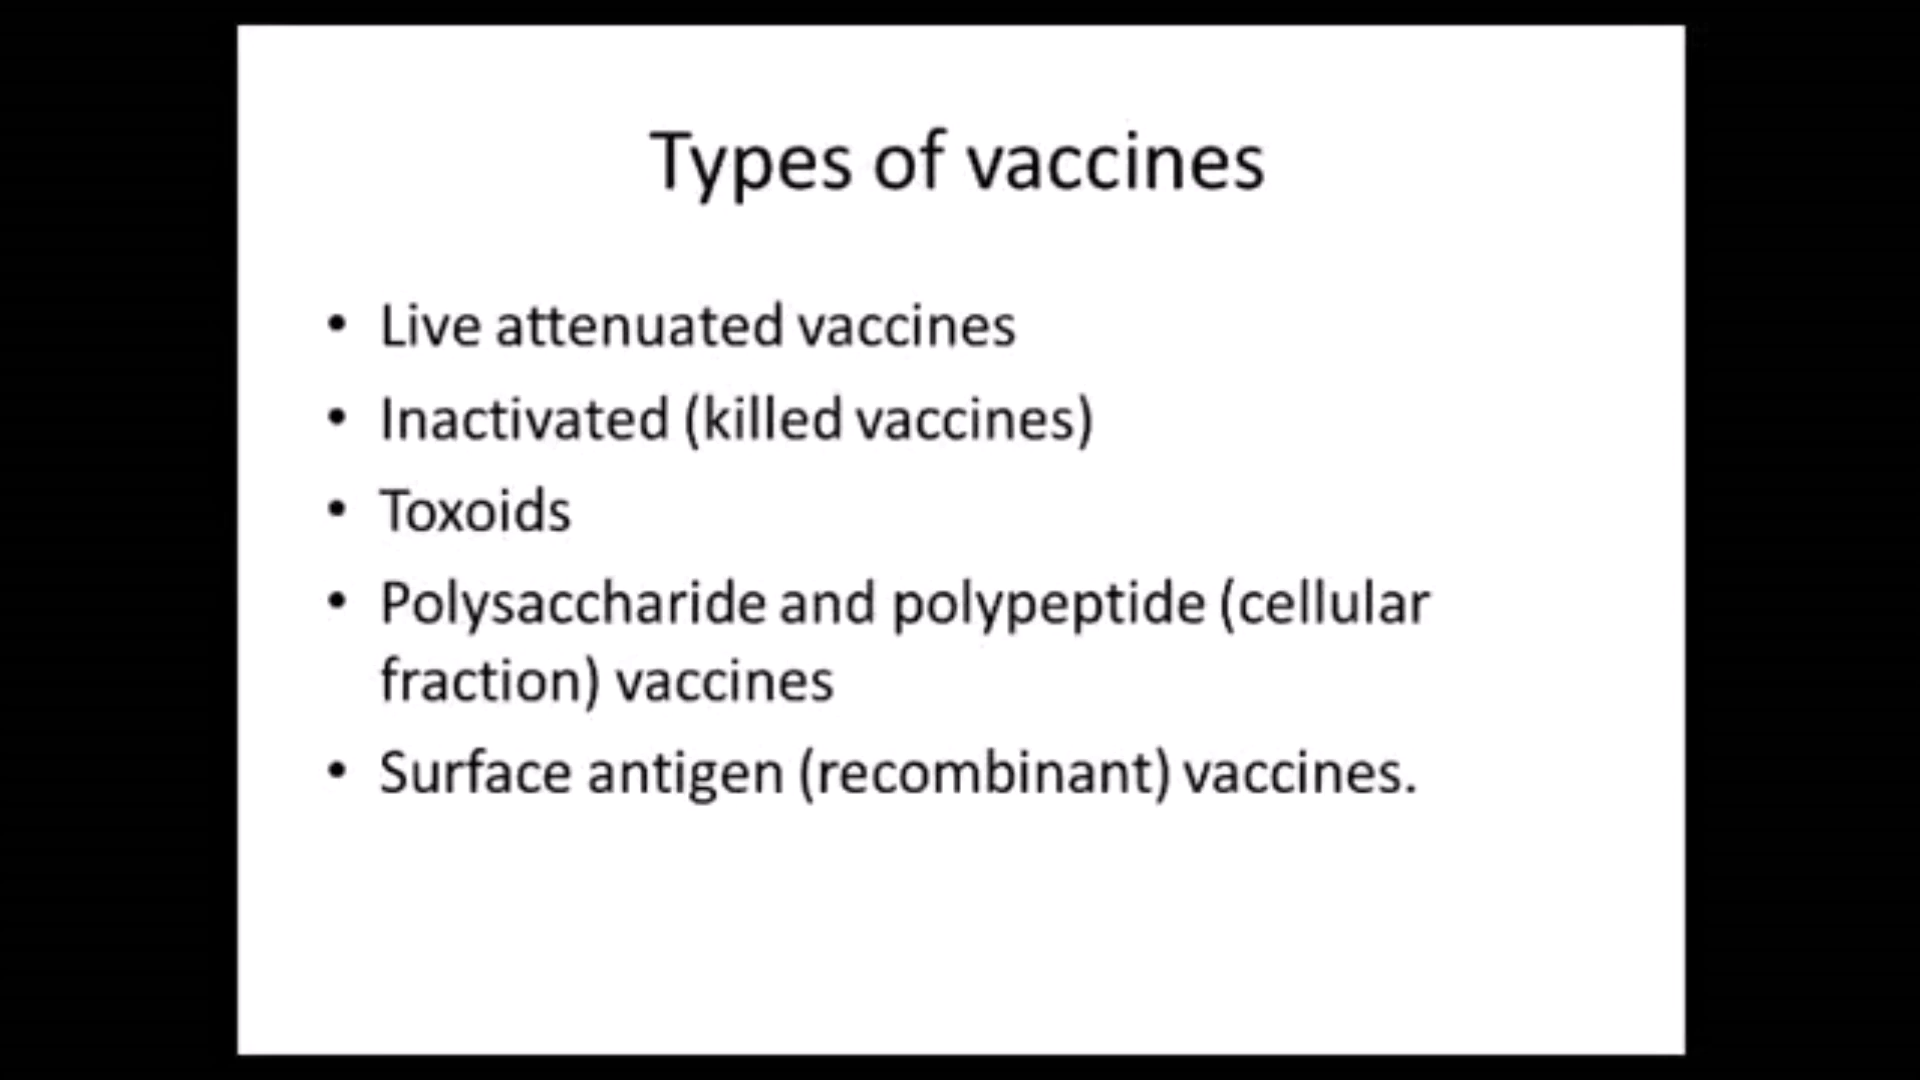 Types of vaccines
• Live attenuated vaccines
• Inactivated (killed vaccines)
• Toxoids
• Polysaccharide and polypeptide (cellular
fraction) vaccines
• Surface antigen (recombinant) vaccines.